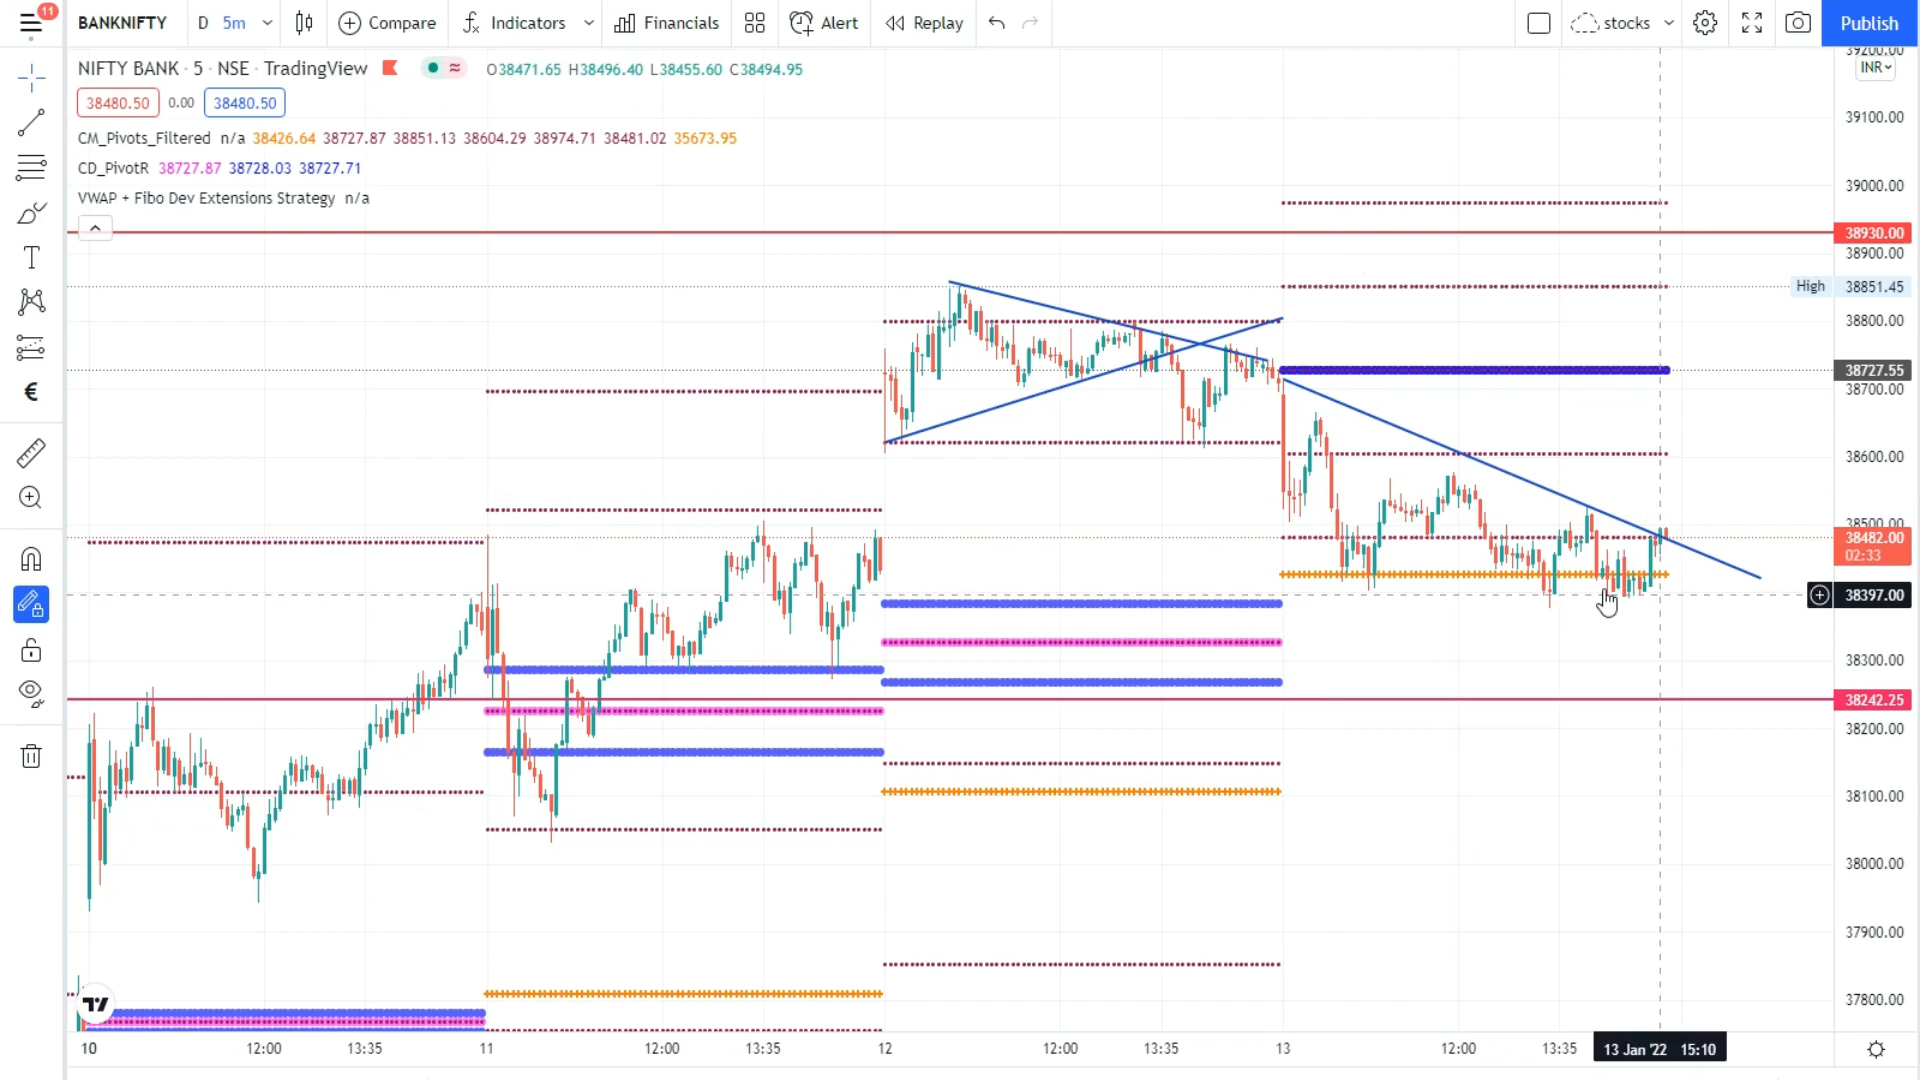 11
BANKNIFTY D 5m Compare Indicators Financials Alert Replay stocks Publish
NIFTY BANK · 5 · NSE · TradingView O38471.65 H38496.40 L38455.60 C38494.95
38480.50 0.00 38480.50
CM_Pivots_Filtered n/a 38426.64 38727.87 38851.13 38604.29 38974.71 38481.02 35673.95
CD_PivotR 38727.87 38728.03 38727.71
VWAP + Fibo Dev Extensions Strategy n/a
T
€
39200.00
INR
39100.00
39000.00
38930.00
38900.00
High 38851.45
38800.00
38727.55
38700.00
38600.00
38500.00
38482.00
02:33
38397.00
38300.00
38242.25
38200.00
38100.00
38000.00
37900.00
37800.00
10 12:00 13:35 11 12:00 13:35 12 12:00 13:35 13 12:00 13:35 13 Jan '22 15:10